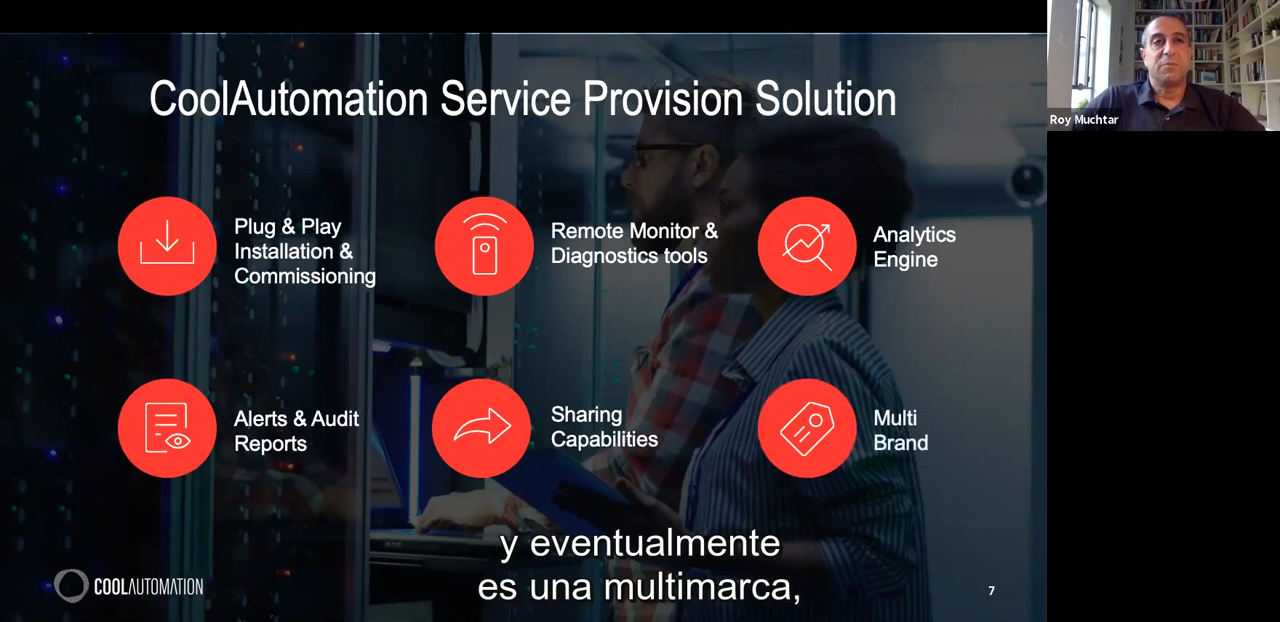 CoolAutomation Service Provision Solution
Roy Muchtar
Plug & Play
Installation &
Commissioning
Remote Monitor &
Diagnostics tools
Analytics
Engine
Alerts & Audit
Reports
Sharing
Capabilities
Multi
Brand
y eventualmente
es una multimarca,
COOLAUTOMATION
7